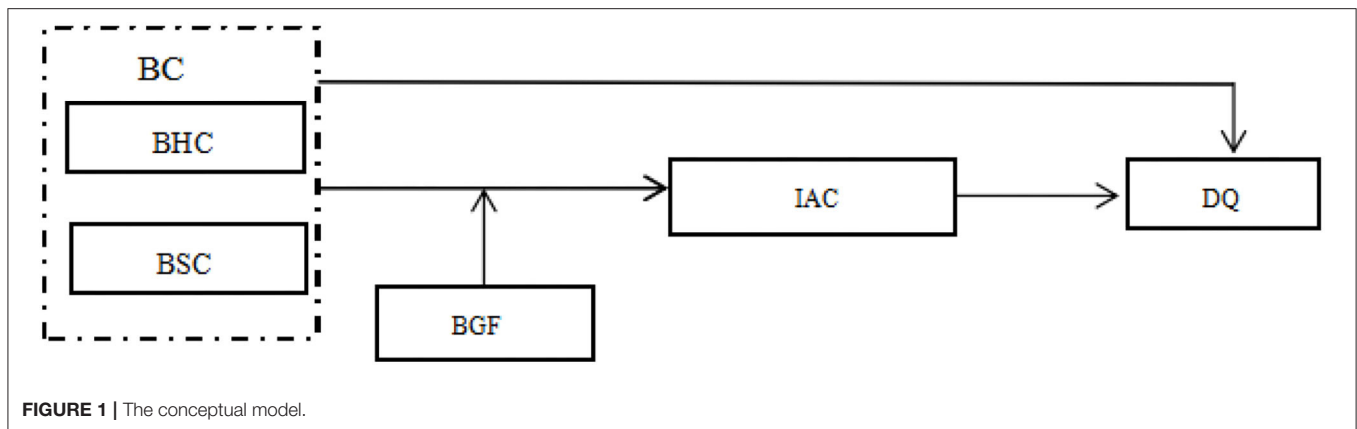 BC
BHC
BSC
BGF
IAC
DQ
FIGURE 1 | The conceptual model.